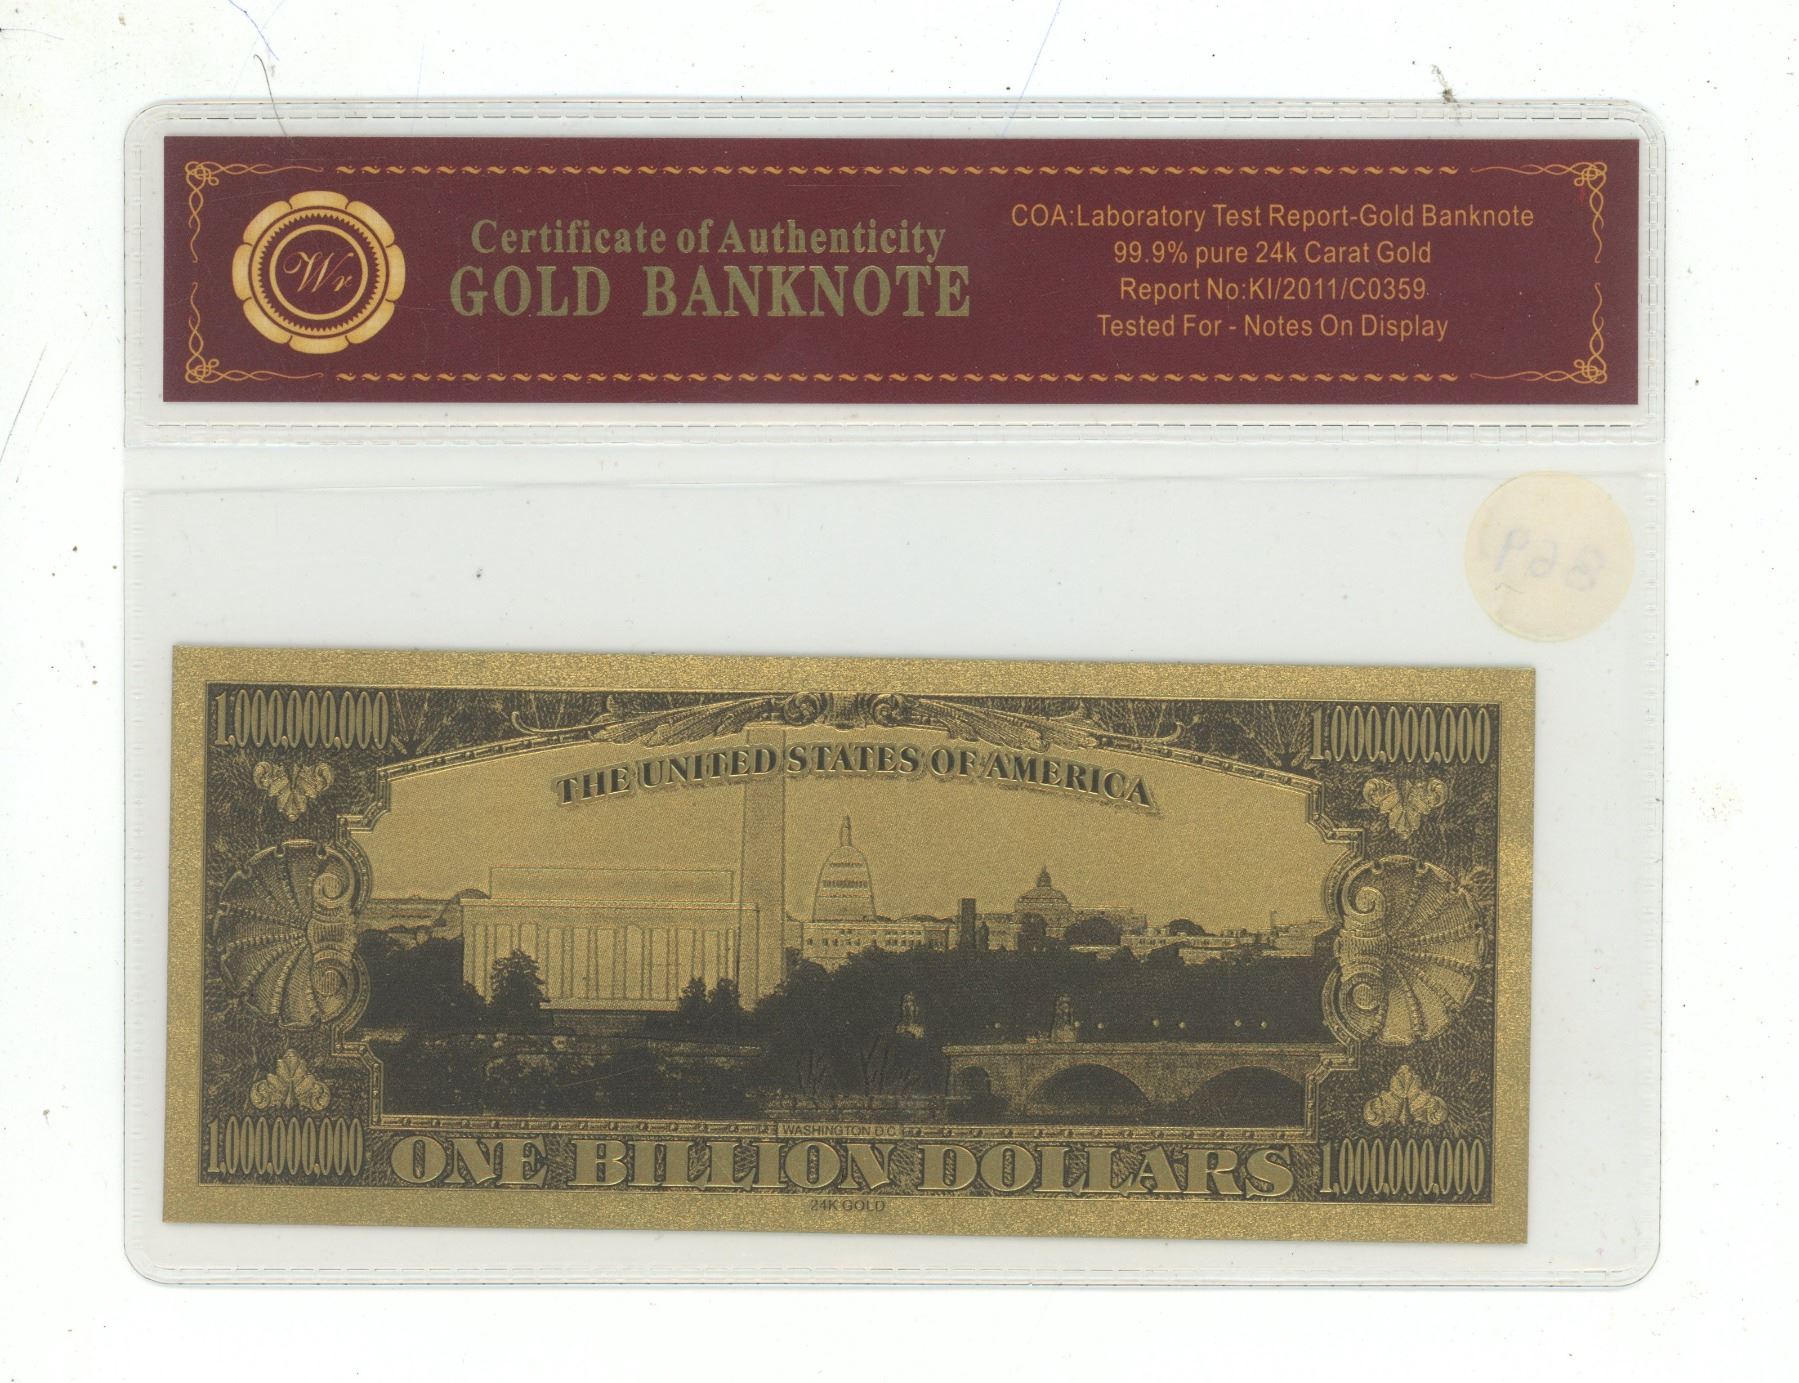 Wr
Certificate of Authenticity
GOLD BANKNOTE
COA:Laboratory Test Report-Gold Banknote
99.9% pure 24k Carat Gold
Report No:KI/2011/C0359
Tested For - Notes On Display
1,000,000,000
1,000,000,000
THE UNITED STATES OF AMERICA
WASHINGTON D C
1,000,000,000
ONE BILLION DOLLARS
1,000,000,000
24K GOLD